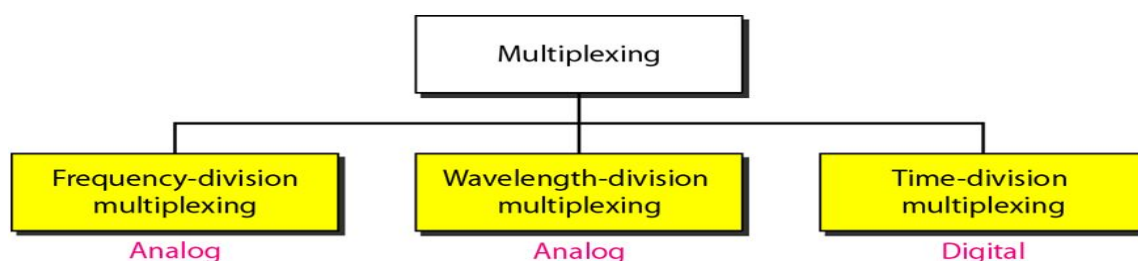 Multiplexing
Frequency-division
multiplexing
Analog
Wavelength-division
multiplexing
Analog
Time-division
multiplexing
Digital